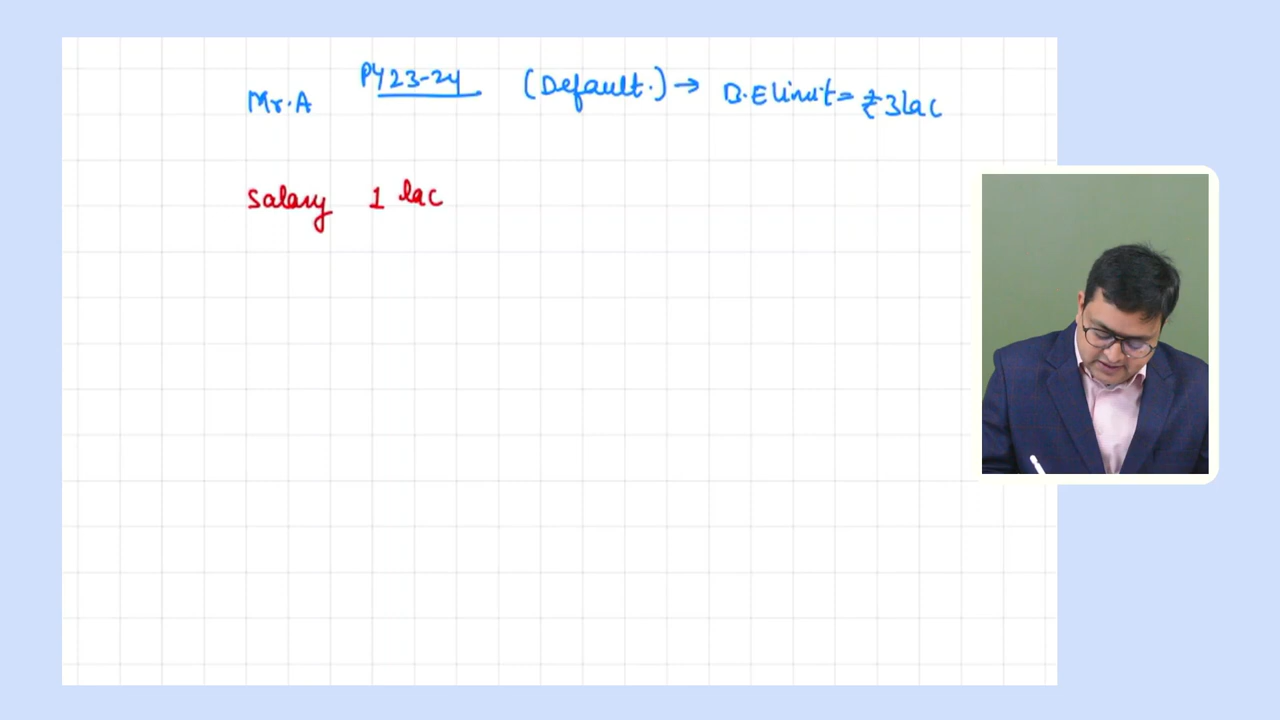 Mr. A PY 23-24 (Default.) → B.E limit = ₹3 lac
Salary 1 lac